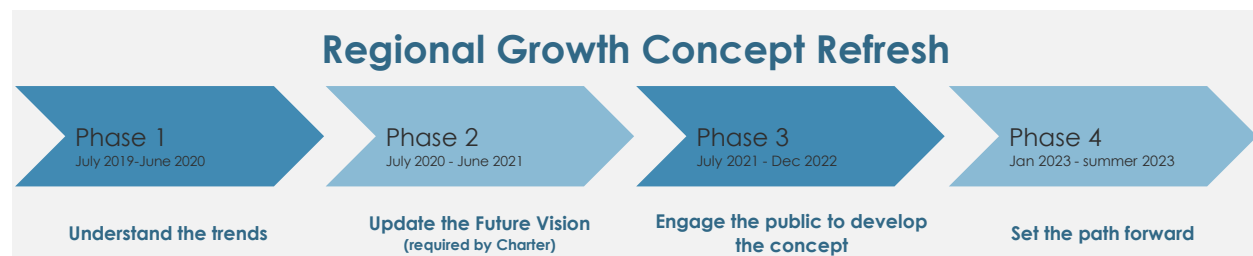 Regional Growth Concept Refresh
Phase 1
July 2019-June 2020
Phase 2
July 2020 - June 2021
Phase 3
July 2021 - Dec 2022
Phase 4
Jan 2023 - summer 2023
Understand the trends
Update the Future Vision
(required by Charter)
Engage the public to develop
the concept
Set the path forward